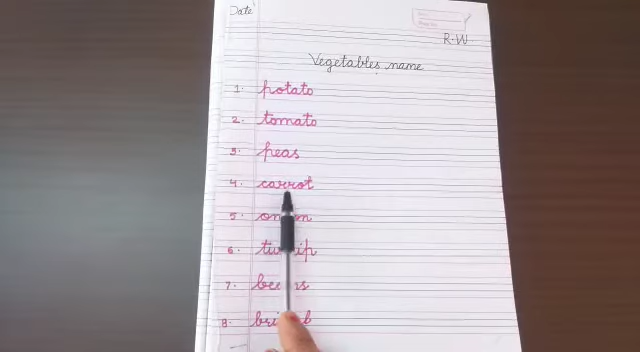 Date
R.W
Vegetables name
1. potato
2. tomato
3. peas
4. carrot
5.
6.
7.
8.